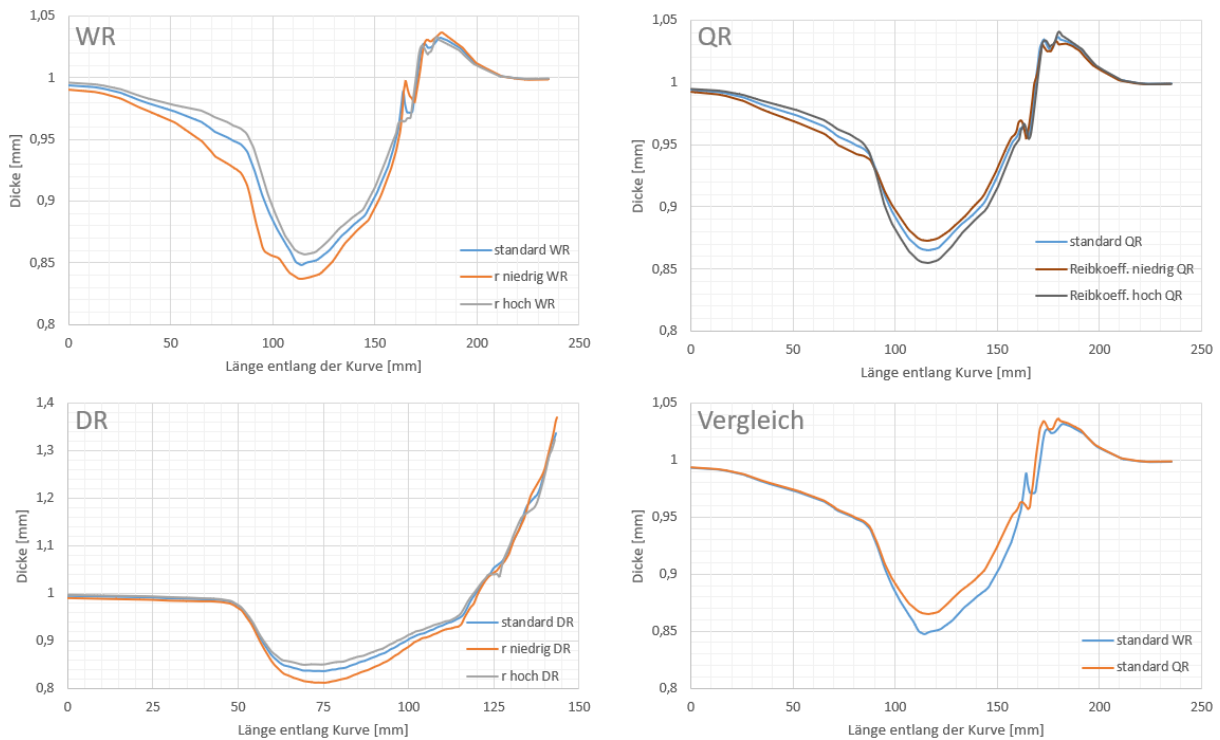 WR
1,05
1
0,95
0,9
0,85
0,8
Dicke [mm]
0 50 100 150 200 250
Länge entlang der Kurve [mm]
standard WR
r niedrig WR
r hoch WR
QR
1,05
1
0,95
0,9
0,85
0,8
Dicke [mm]
0 50 100 150 200 250
Länge entlang Kurve [mm]
standard QR
Reibkoeff. niedrig QR
Reibkoeff. hoch QR
DR
1,4
1,3
1,2
1,1
1
0,9
0,8
Dicke [mm]
0 25 50 75 100 125 150
Länge entlang Kurve [mm]
standard DR
r niedrig DR
r hoch DR
Vergleich
1,05
1
0,95
0,9
0,85
0,8
Dicke [mm]
0 50 100 150 200 250
Länge entlang der Kurve [mm]
standard WR
standard QR